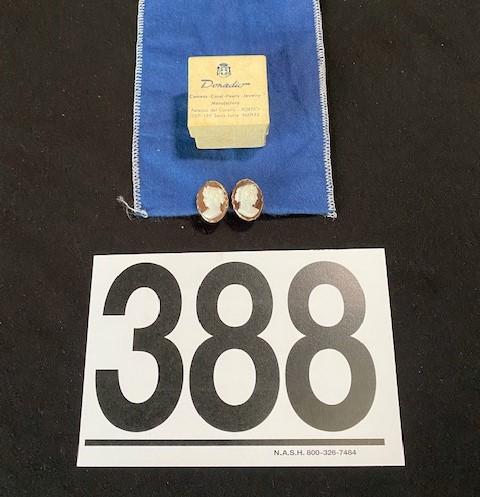 Donadio
Cameos-Coral-Pearls-Jewelry
Manufactory
388
N.A.S.H. 800-326-7484